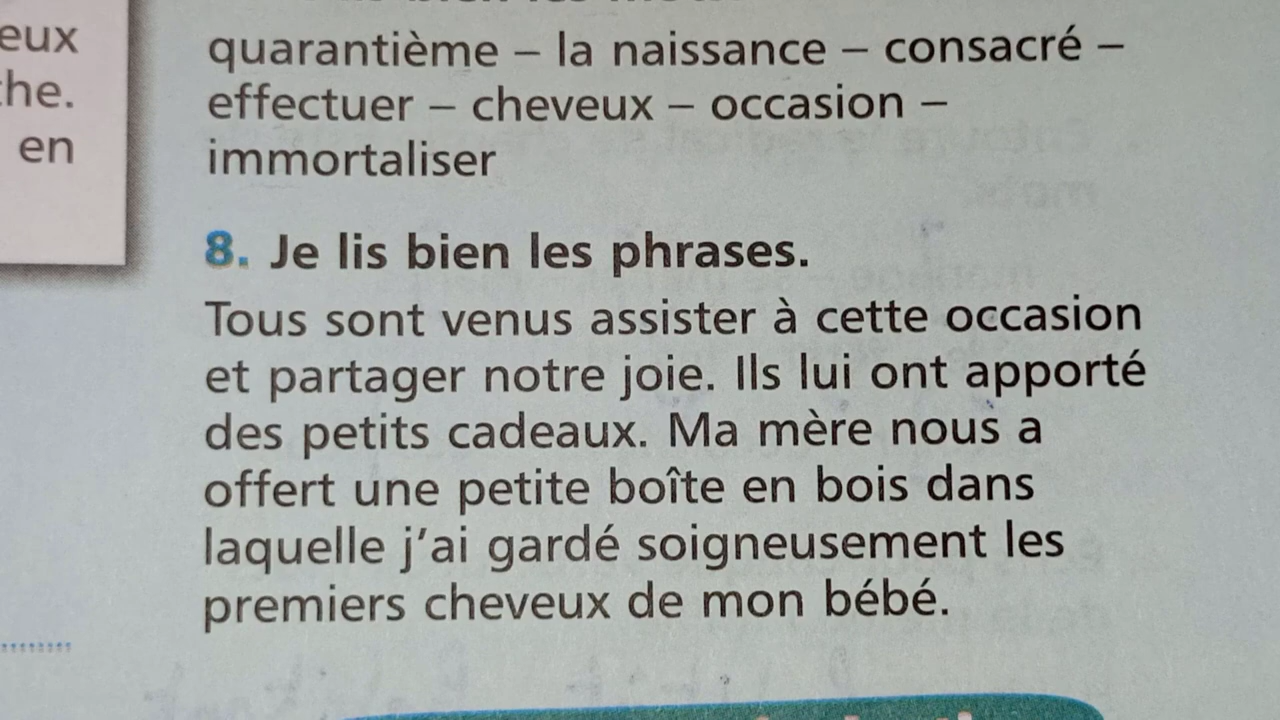 eux
en
quarantième – la naissance – consacré –
effectuer – cheveux – occasion –
immortaliser
8. Je lis bien les phrases.
Tous sont venus assister à cette occasion
et partager notre joie. Ils lui ont apporté
des petits cadeaux. Ma mère nous a
offert une petite boîte en bois dans
laquelle j'ai gardé soigneusement les
premiers cheveux de mon bébé.